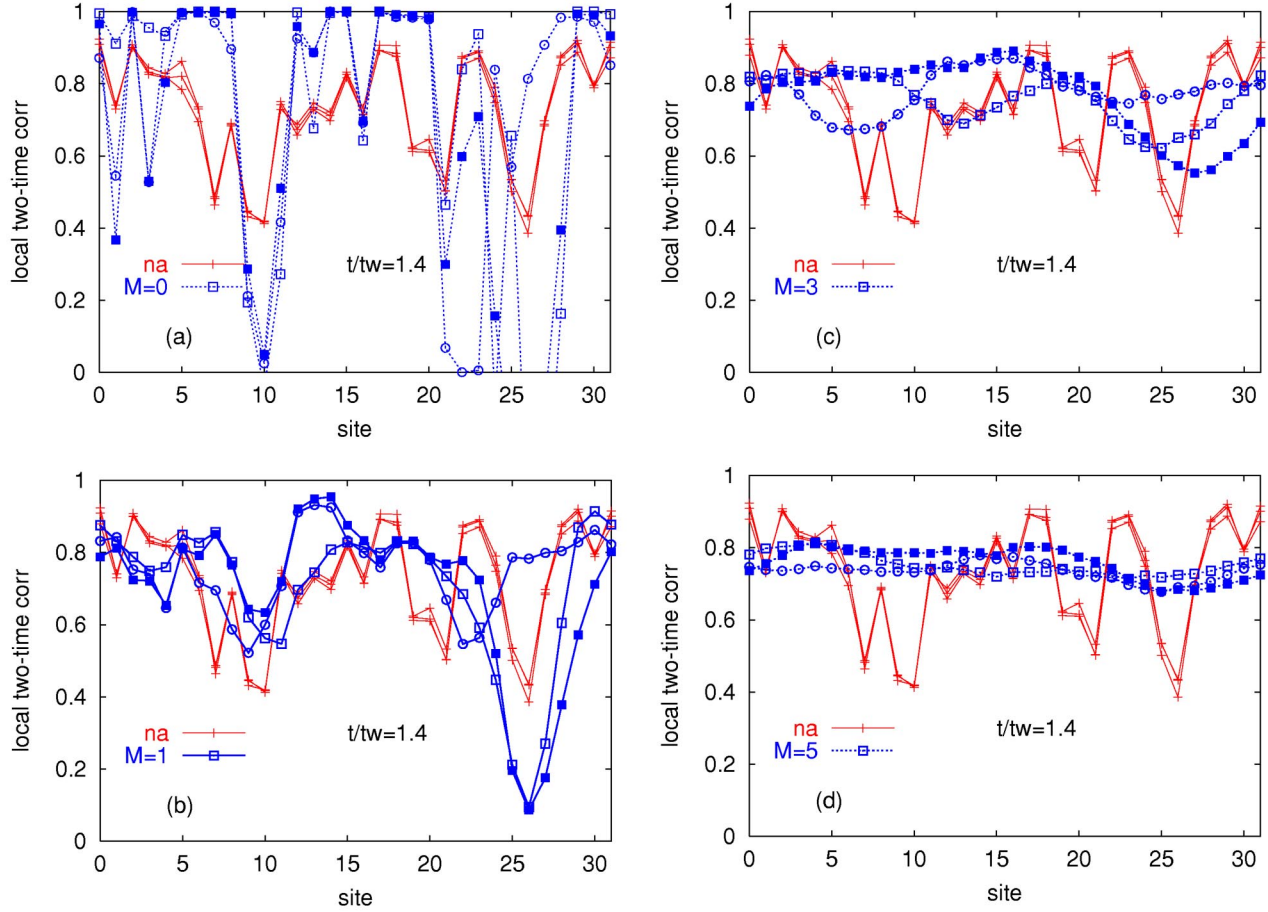 local two-time corr
1
0.8
0.6
0.4
0.2
0
na
M=0
t/tw=1.4
(a)
0 5 10 15 20 25 30
site
local two-time corr
1
0.8
0.6
0.4
0.2
0
na
M=3
t/tw=1.4
(c)
0 5 10 15 20 25 30
site
local two-time corr
1
0.8
0.6
0.4
0.2
0
na
M=1
t/tw=1.4
(b)
0 5 10 15 20 25 30
site
local two-time corr
1
0.8
0.6
0.4
0.2
0
na
M=5
t/tw=1.4
(d)
0 5 10 15 20 25 30
site